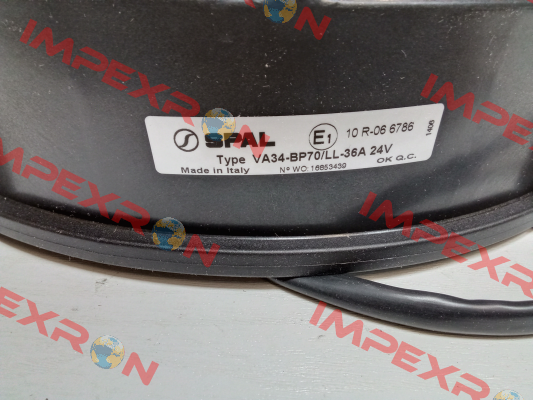 IMPEXRON
SPAL E1 10 R-06 6786
1406
Type VA34-BP70/LL-36A 24V
Made in Italy N° WO: 16653439 OK Q.C.
IMPEXRON
IMPEXRON
IMPEXRON
IMPEXRON